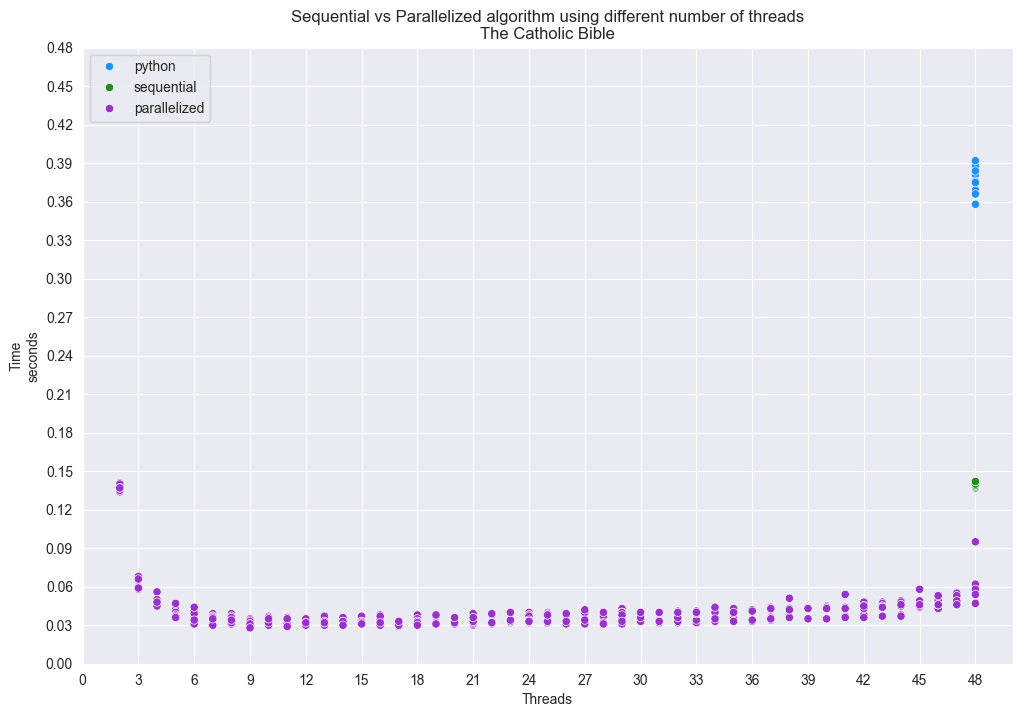 Sequential vs Parallelized algorithm using different number of threads
The Catholic Bible
python
sequential
parallelized
0.48
0.45
0.42
0.39
0.36
0.33
0.30
0.27
0.24
0.21
0.18
0.15
0.12
0.09
0.06
0.03
0.00
Time
seconds
0 3 6 9 12 15 18 21 24 27 30 33 36 39 42 45 48
Threads